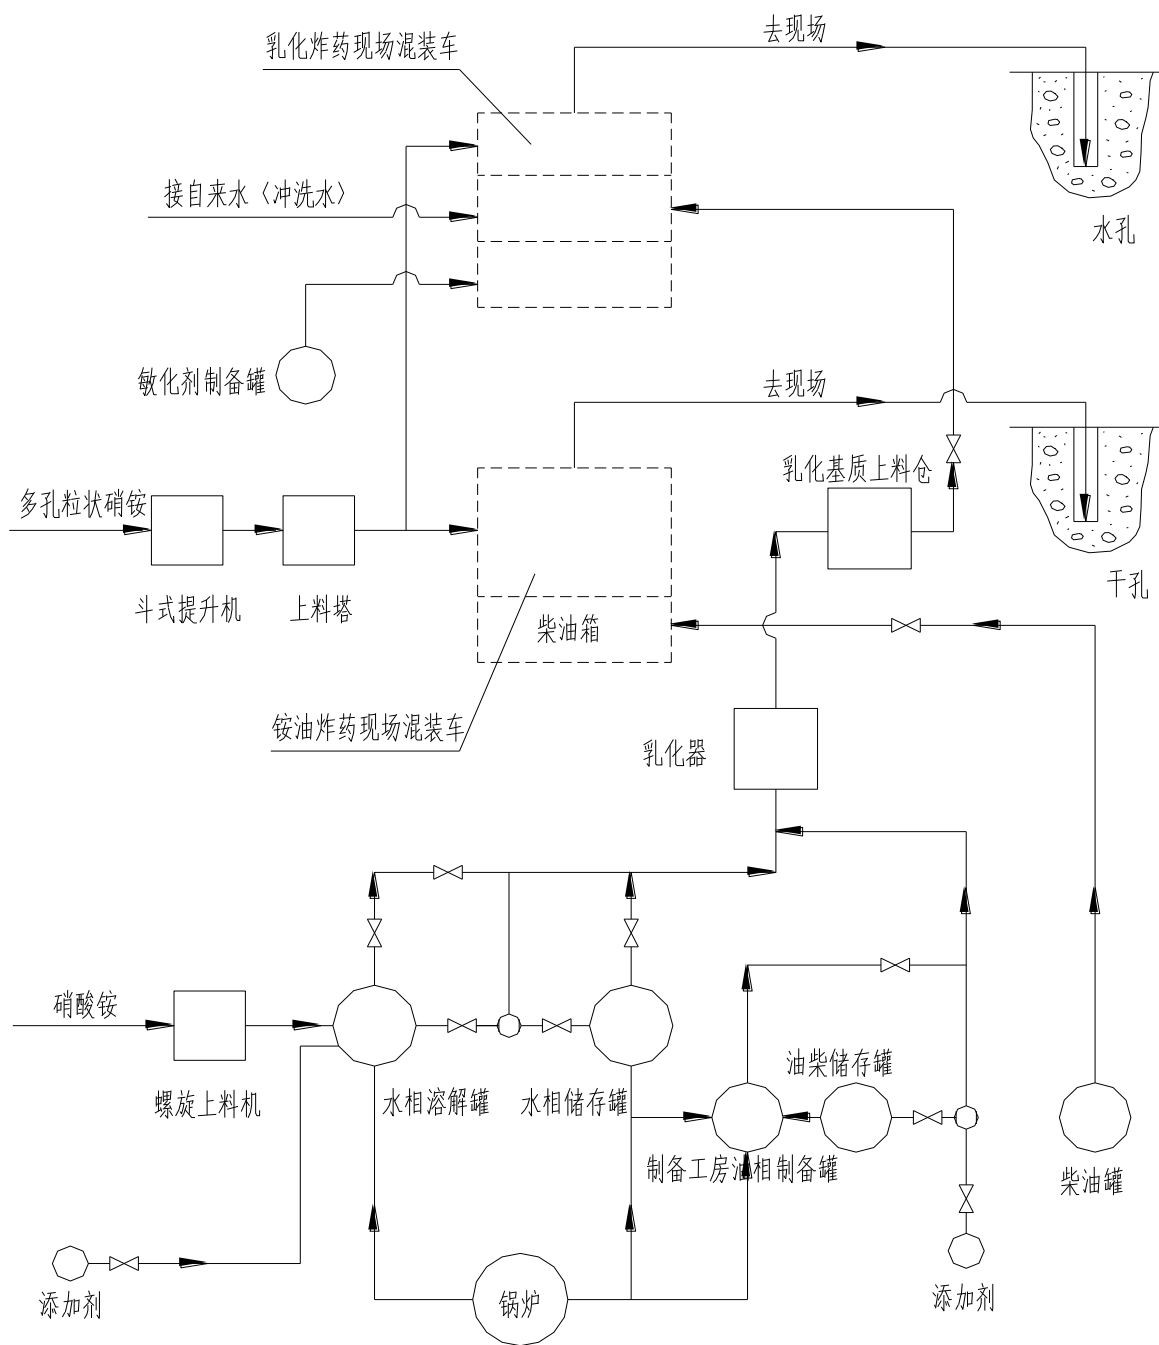 去现场
乳化炸药现场混装车
接自来水〈冲洗水〉
水孔
敏化剂制备罐
去现场
乳化基质上料仓
多孔粒状硝铵
干孔
斗式提升机
上料塔
柴油箱
铵油炸药现场混装车
乳化器
硝酸铵
油柴储存罐
螺旋上料机
水相溶解罐
水相储存罐
制备工房油相制备罐
柴油罐
添加剂
锅炉
添加剂